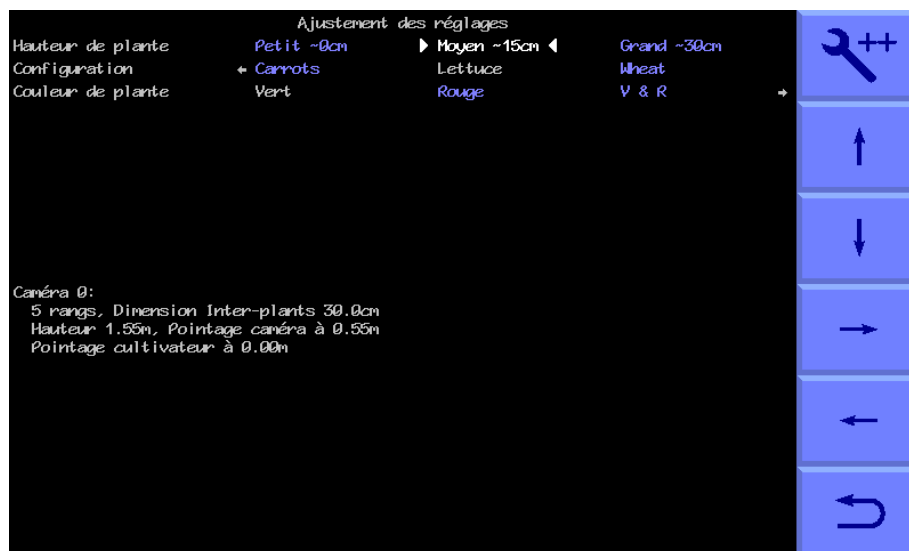 Ajustement des réglages
Hauteur de plante Petit ~0cm Moyen ~15cm Grand ~30cm
Configuration Carrots Lettuce Wheat
Couleur de plante Vert Rouge V & R
++
Caméra 0:
5 rangs, Dimension Inter-plants 30.0cm
Hauteur 1.55m, Pointage caméra à 0.55m
Pointage cultivateur à 0.00m